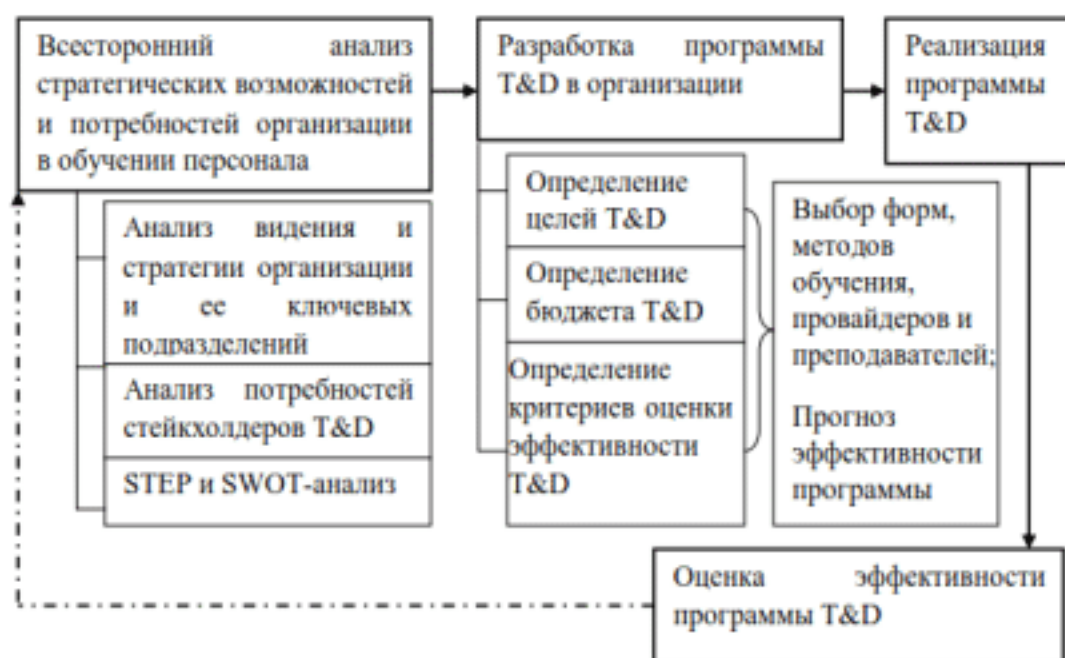 Всесторонний анализ
стратегических возможностей
и потребностей организации
в обучении персонала
Разработка программы
T&D в организации
Реализация
программы
T&D
Анализ видения и
стратегии организации
и ее ключевых
подразделений
Анализ потребностей
стейкхолдеров T&D
STEP и SWOT-анализ
Определение
целей T&D
Определение
бюджета T&D
Определение
критериев оценки
эффективности
T&D
Выбор форм,
методов
обучения,
провайдеров и
преподавателей;
Прогноз
эффективности
программы
Оценка эффективности
программы T&D